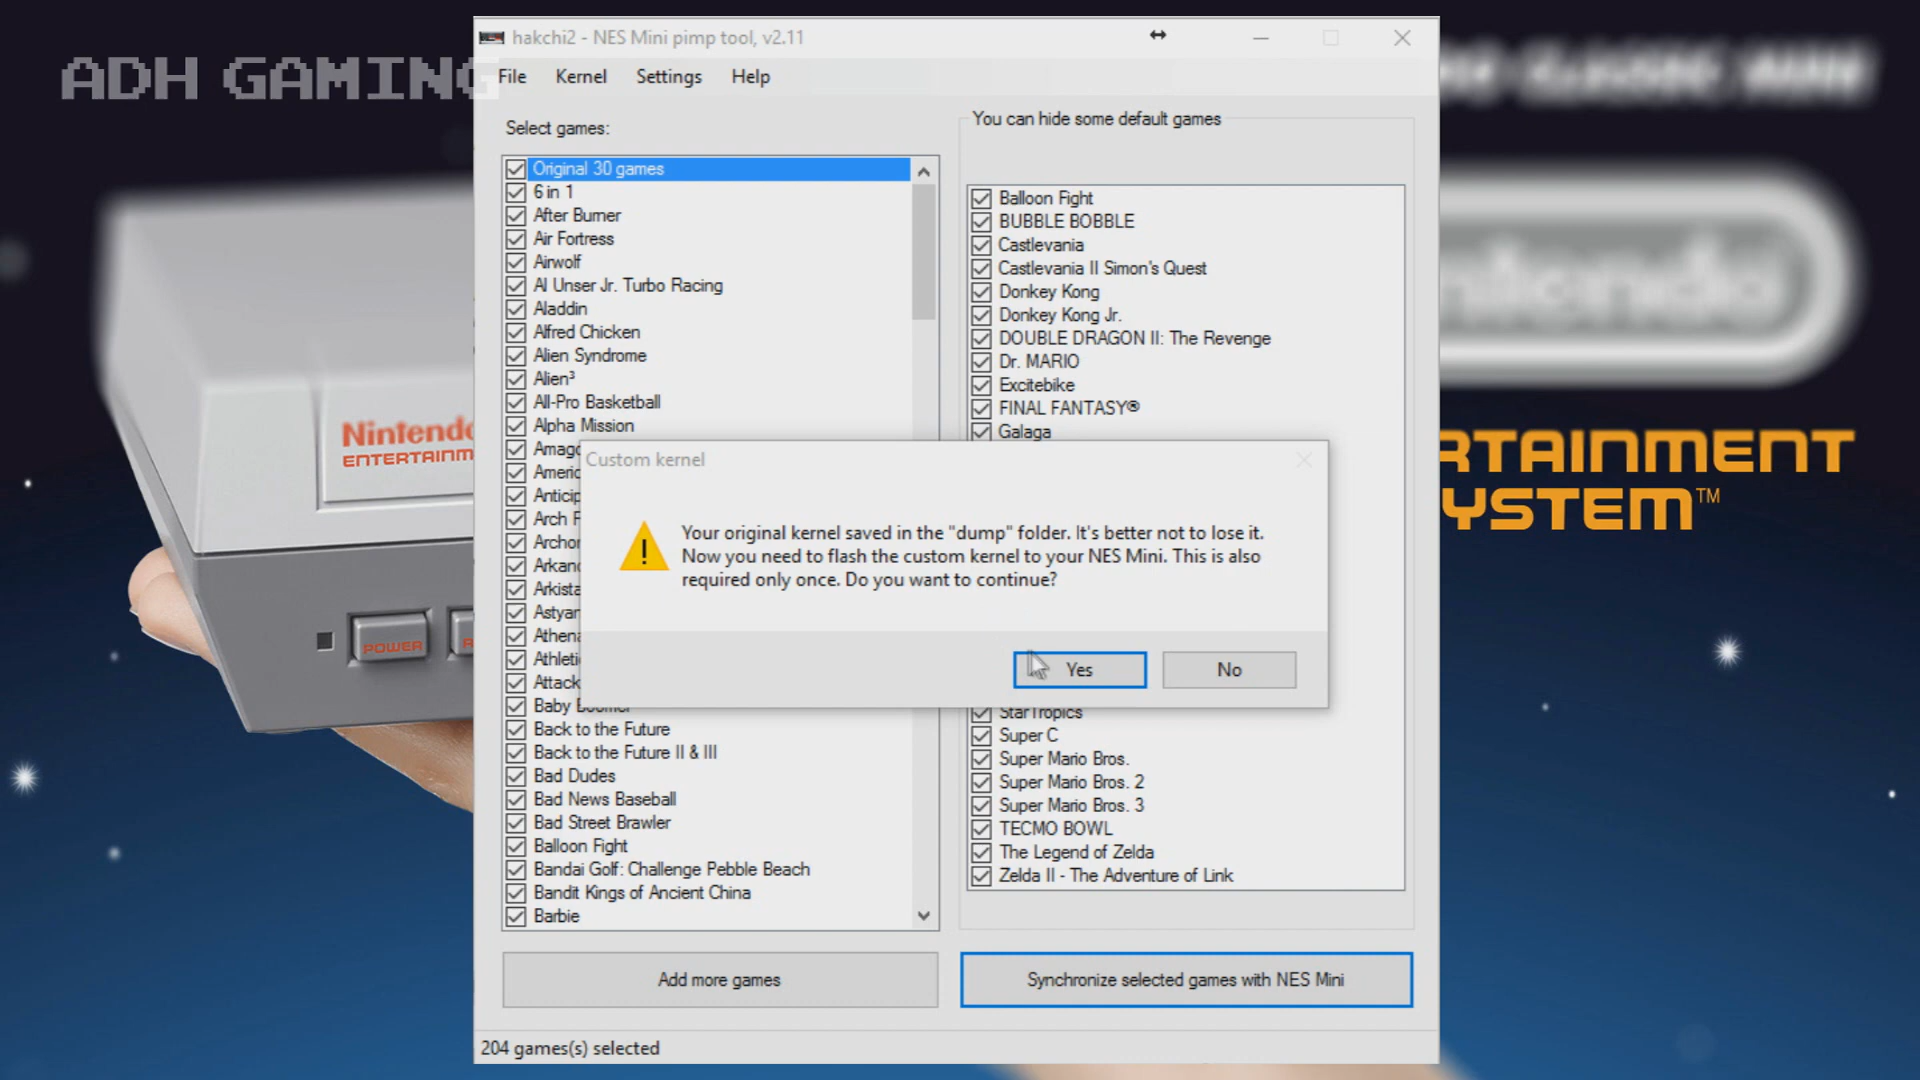 ADH GAMING
hakchi2 - NES Mini pimp tool, v2.11
File Kernel Settings Help
Select games:
Original 30 games
6 in 1
After Burner
Air Fortress
Airwolf
Al Unser Jr. Turbo Racing
Aladdin
Alfred Chicken
Alien Syndrome
Alien³
All-Pro Basketball
Alpha Mission
Back to the Future
Back to the Future II & III
Bad Dudes
Bad News Baseball
Bad Street Brawler
Balloon Fight
Bandai Golf: Challenge Pebble Beach
Bandit Kings of Ancient China
Barbie
You can hide some default games
Balloon Fight
BUBBLE BOBBLE
Castlevania
Castlevania II Simon's Quest
Donkey Kong
Donkey Kong Jr.
DOUBLE DRAGON II: The Revenge
Dr. MARIO
Excitebike
FINAL FANTASY®
Galaga
Custom kernel
Your original kernel saved in the "dump" folder. It's better not to lose it.
Now you need to flash the custom kernel to your NES Mini. This is also
required only once. Do you want to continue?
Yes
No
StarTropics
Super C
Super Mario Bros.
Super Mario Bros. 2
Super Mario Bros. 3
TECMO BOWL
The Legend of Zelda
Zelda II - The Adventure of Link
Add more games
Synchronize selected games with NES Mini
204 games(s) selected
POWER